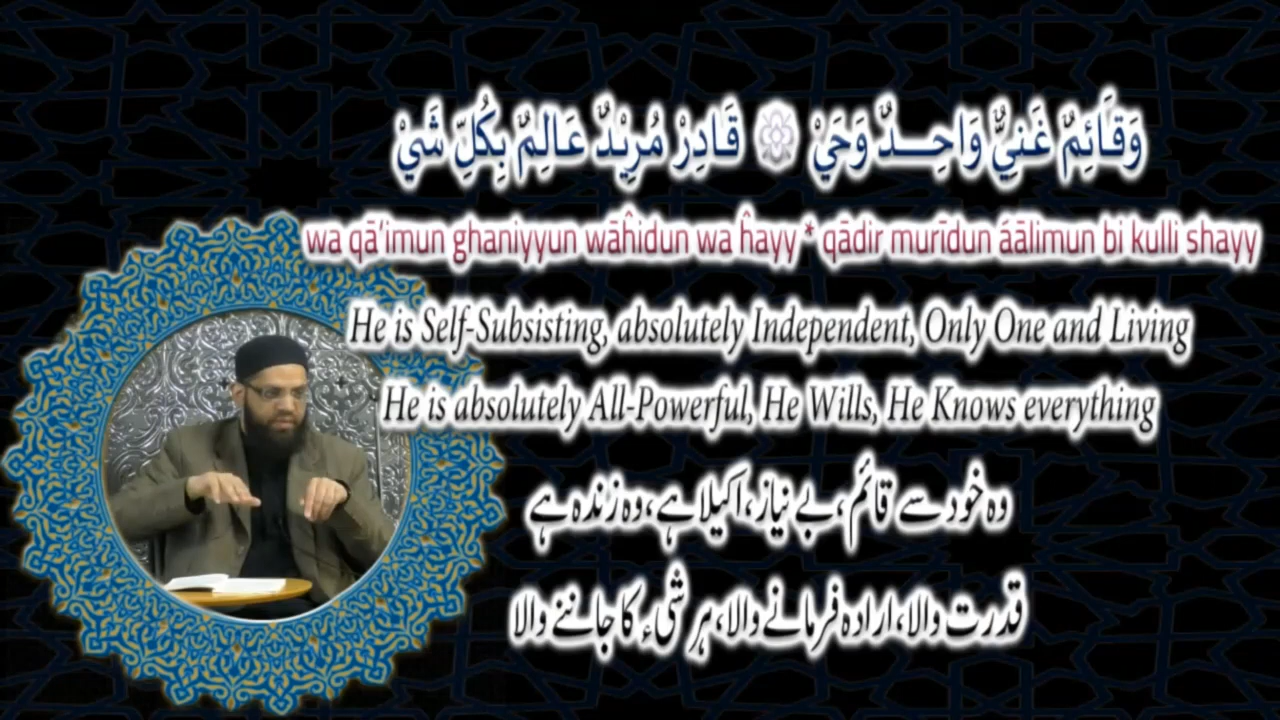 وَقَائِمٌ غَنِيٌّ وَاحِدٌ وَحَيْ ۞ قَادِرْ مُرِيْدٌ عَالِمٌ بِكُلِّ شَيْ
wa qā’imun ghaniyyun wāĥidun wa ĥayy * qādir murīdun áālimun bi kulli shayy
He is Self-Subsisting, absolutely Independent, Only One and Living
He is absolutely All-Powerful, He Wills, He Knows everything
وہ خود سے قائم، بے نیاز، اکیلا ہے، وہ زندہ ہے
قدرت والا، ارادہ فرمانے والا، ہر شیء کا جاننے والا